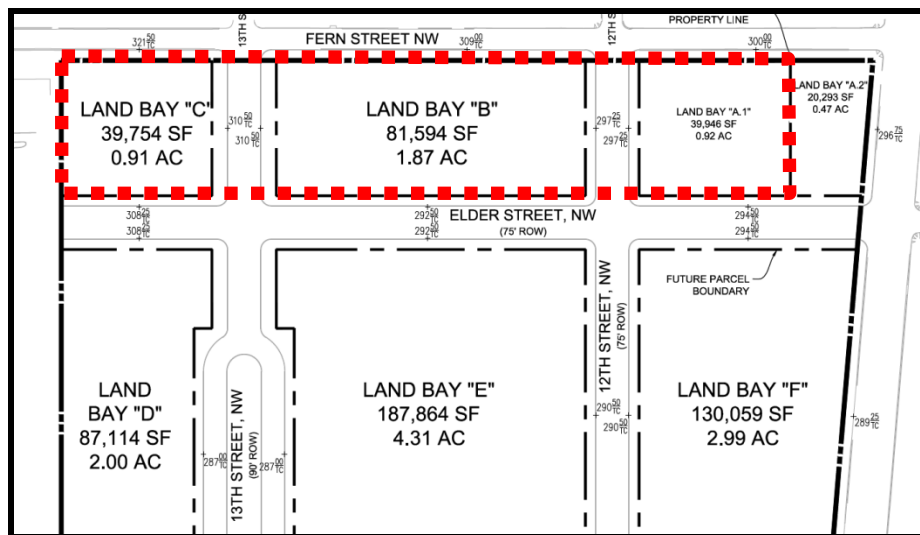 PROPERTY LINE
13TH S
12TH S
FERN STREET NW
321 50/TC
309 00/TC
300 00/TC
LAND BAY "C"
39,754 SF
0.91 AC
LAND BAY "B"
81,594 SF
1.87 AC
LAND BAY "A.1"
39,946 SF
0.92 AC
LAND BAY "A.2"
20,293 SF
0.47 AC
310 50/TC
310 50/TC
297 25/TC
297 25/TC
296 75/TC
308 25/TC
308 25/TC
292 50/TC
292 50/TC
294 50/TC
294 50/TC
ELDER STREET, NW
(75' ROW)
FUTURE PARCEL
BOUNDARY
12TH STREET, NW
(75' ROW)
LAND
BAY "D"
87,114 SF
2.00 AC
LAND BAY "E"
187,864 SF
4.31 AC
LAND BAY "F"
130,059 SF
2.99 AC
290 50/TC
290 50/TC
289 25/TC
287 00/TC
287 00/TC
13TH STREET, NW
(90' ROW)